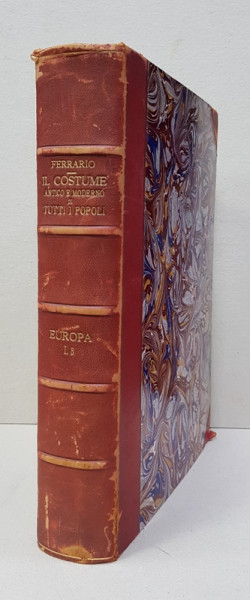 FERRARIO
IL COSTUME
ANTICO E MODERNO
DI
TUTTI I POPOLI
EUROPA